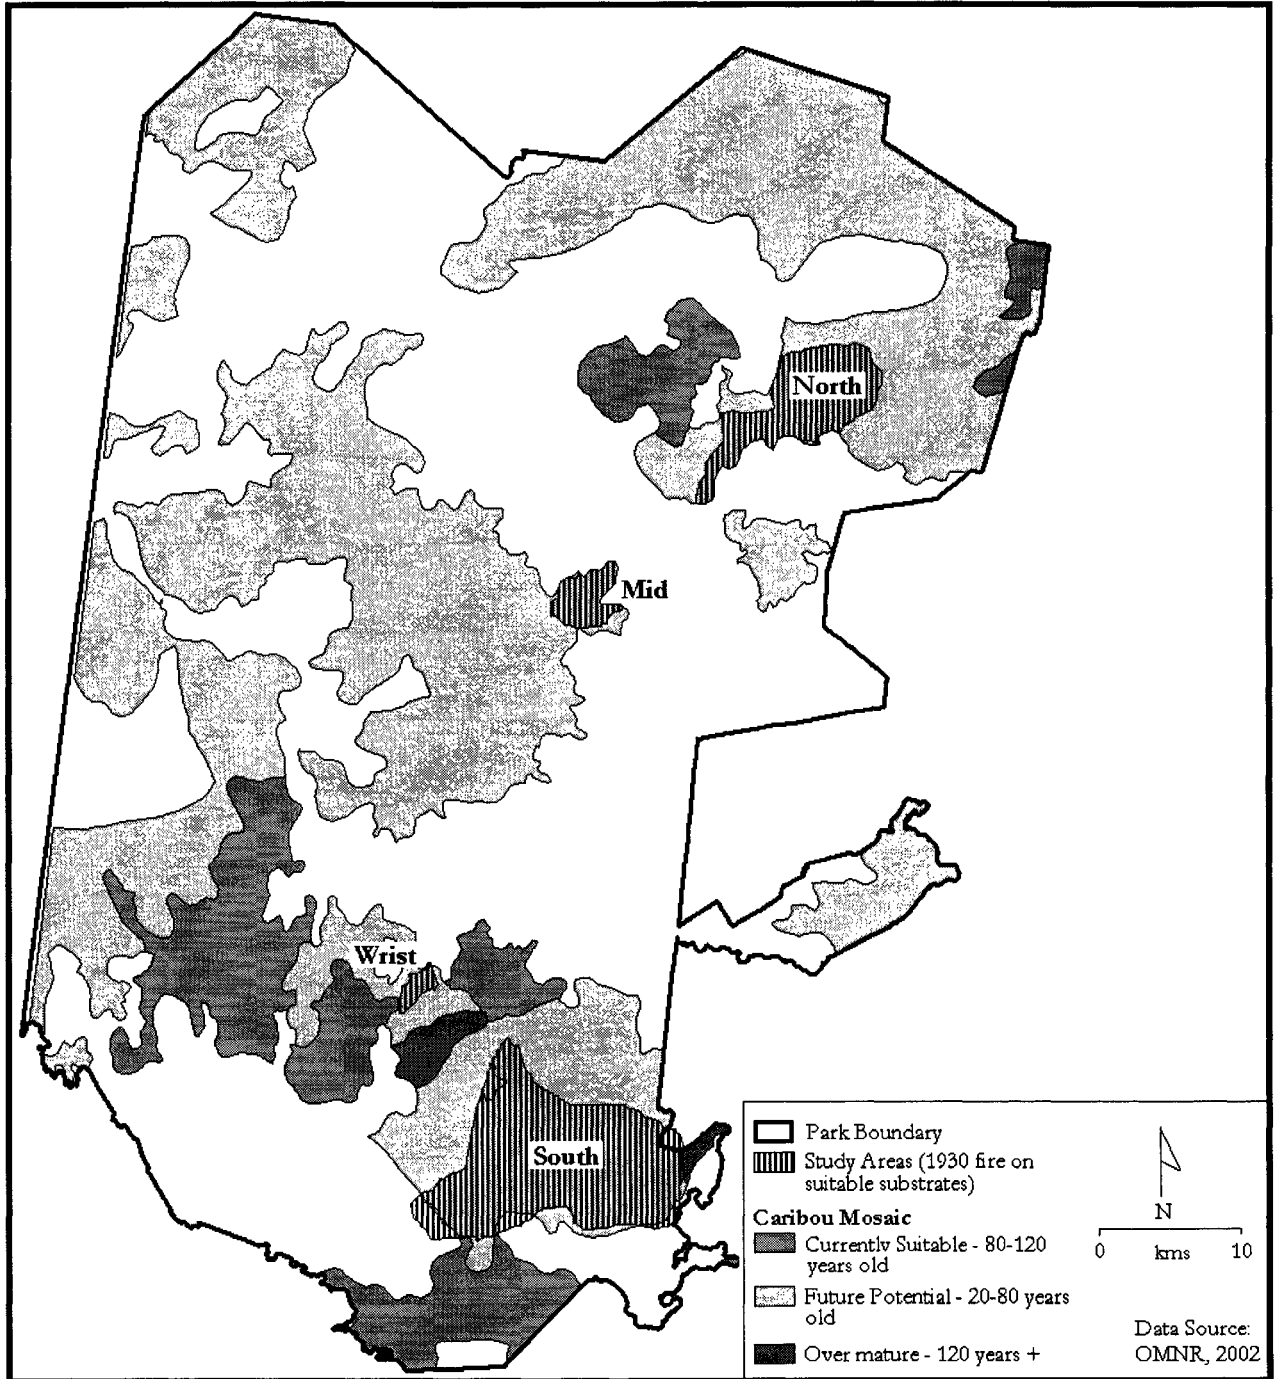 North
Mid
Wrist
South
Park Boundary
Study Areas (1930 fire on
suitable substrates)
Caribou Mosaic
Currently Suitable - 80-120
years old
Future Potential - 20-80 years
old
Over mature - 120 years +
N
0 kms 10
Data Source:
OMNR, 2002